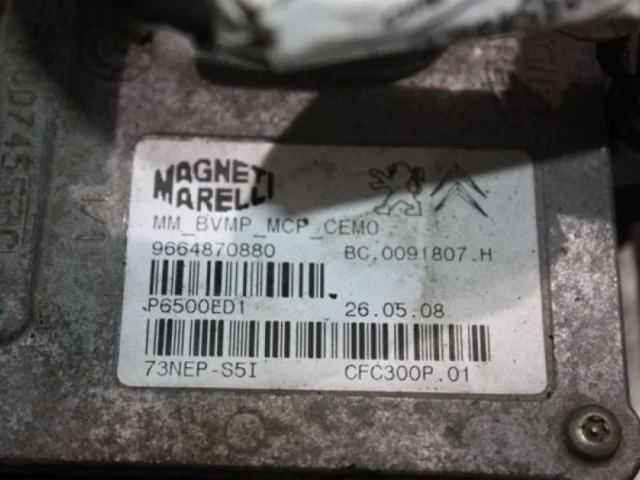 MAGNETI
MARELLI
MM_BVMP_MCP_CEMO
9664870880 BC.0091807.H
P6500ED1 26.05.08
73NEP-S5I CFC300P.01